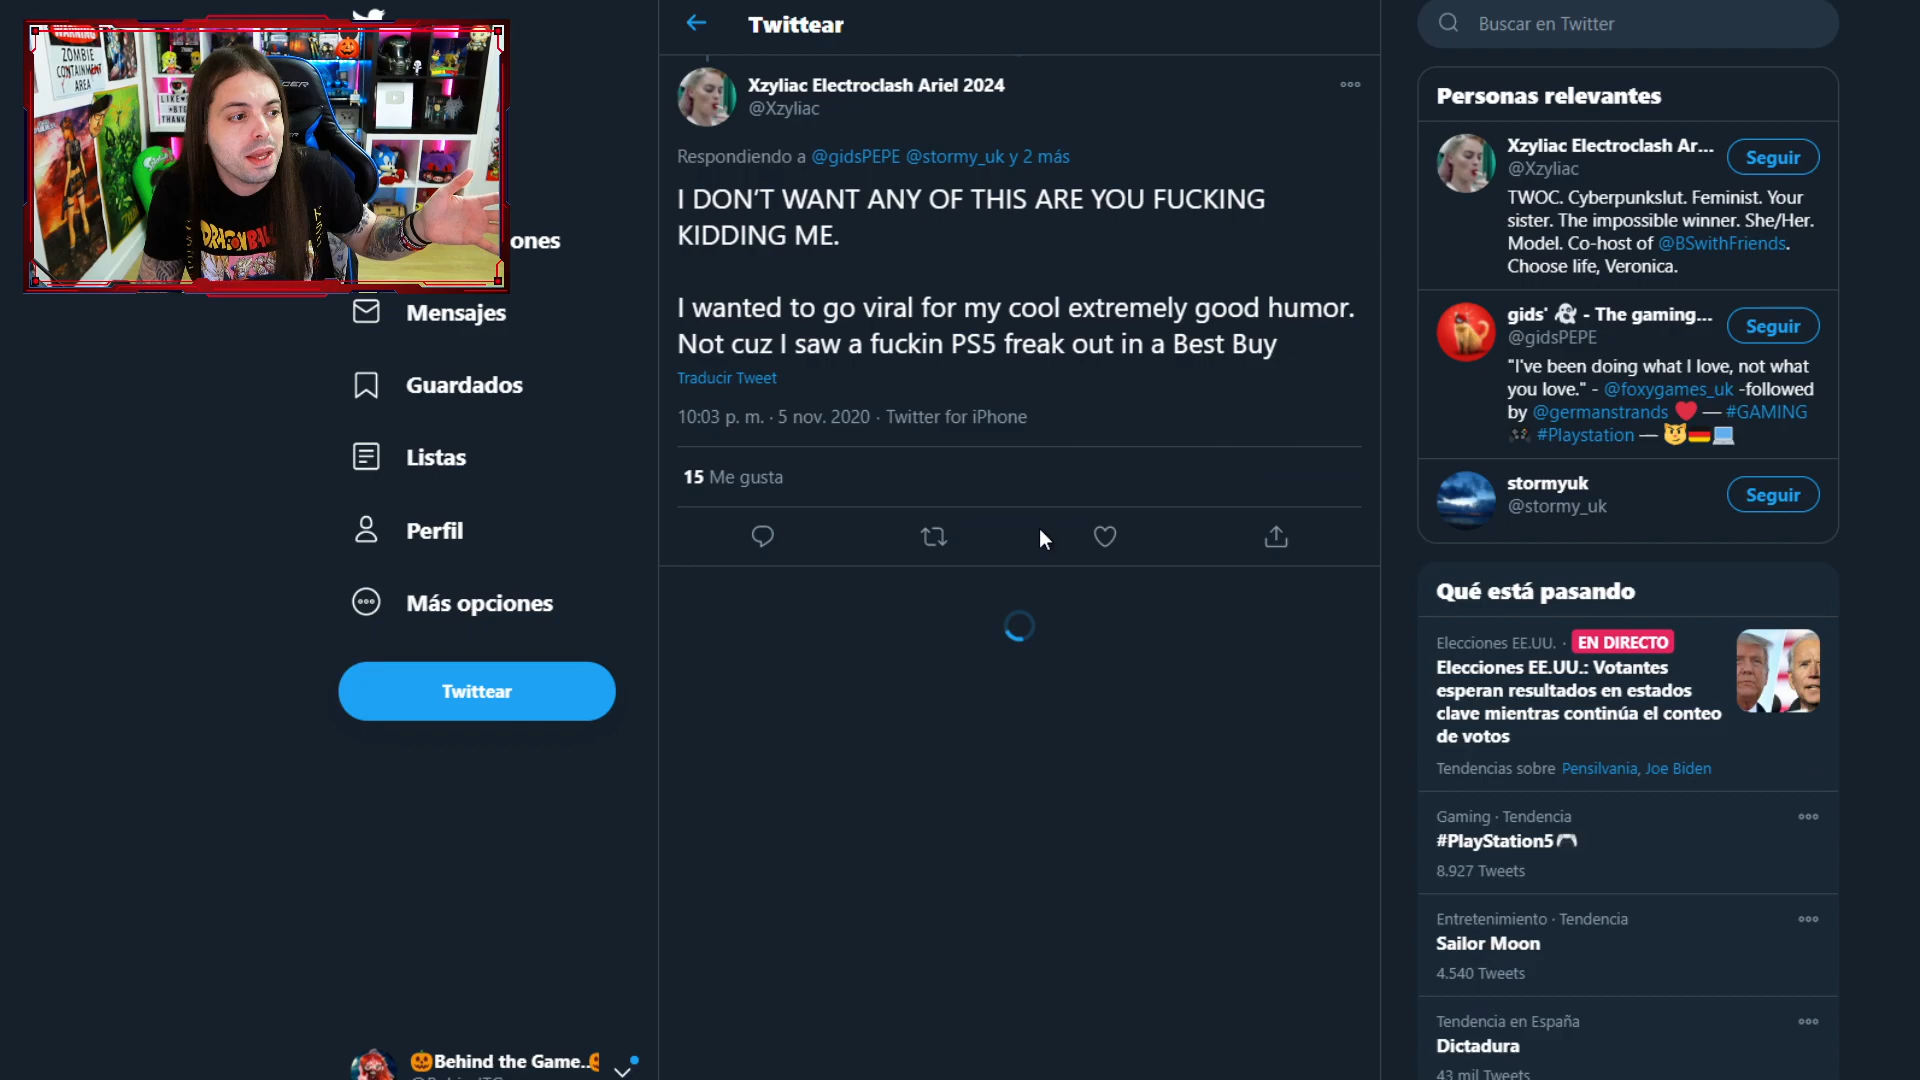 WARNING
ZOMBIE
CONTAINMENT
AREA
LIKE
THANK
DRAGON BALL
ones
Mensajes
Guardados
Listas
Perfil
Más opciones
Twittear
Behind the Game..
Twittear
Xzyliac Electroclash Ariel 2024
@Xzyliac
Respondiendo a @gidsPEPE @stormy_uk y 2 más
I DON'T WANT ANY OF THIS ARE YOU FUCKING
KIDDING ME.
I wanted to go viral for my cool extremely good humor.
Not cuz I saw a fuckin PS5 freak out in a Best Buy
Traducir Tweet
10:03 p. m. · 5 nov. 2020 · Twitter for iPhone
15 Me gusta
Buscar en Twitter
Personas relevantes
Xzyliac Electroclash Ar...
@Xzyliac
Seguir
TWOC. Cyberpunkslut. Feminist. Your
sister. The impossible winner. She/Her.
Model. Co-host of @BSwithFriends.
Choose life, Veronica.
gids' 👻 - The gaming...
@gidsPEPE
Seguir
"I've been doing what I love, not what
you love." - @foxygames_uk -followed
by @germanstrands ❤️ — #GAMING
🎮 #Playstation — 😼🇩🇪💻
stormyuk
@stormy_uk
Seguir
Qué está pasando
Elecciones EE.UU. · EN DIRECTO
Elecciones EE.UU.: Votantes
esperan resultados en estados
clave mientras continúa el conteo
de votos
Tendencias sobre Pensilvania, Joe Biden
Gaming · Tendencia
#PlayStation5
8.927 Tweets
Entretenimiento · Tendencia
Sailor Moon
4.540 Tweets
Tendencia en España
Dictadura
43 mil Tweets